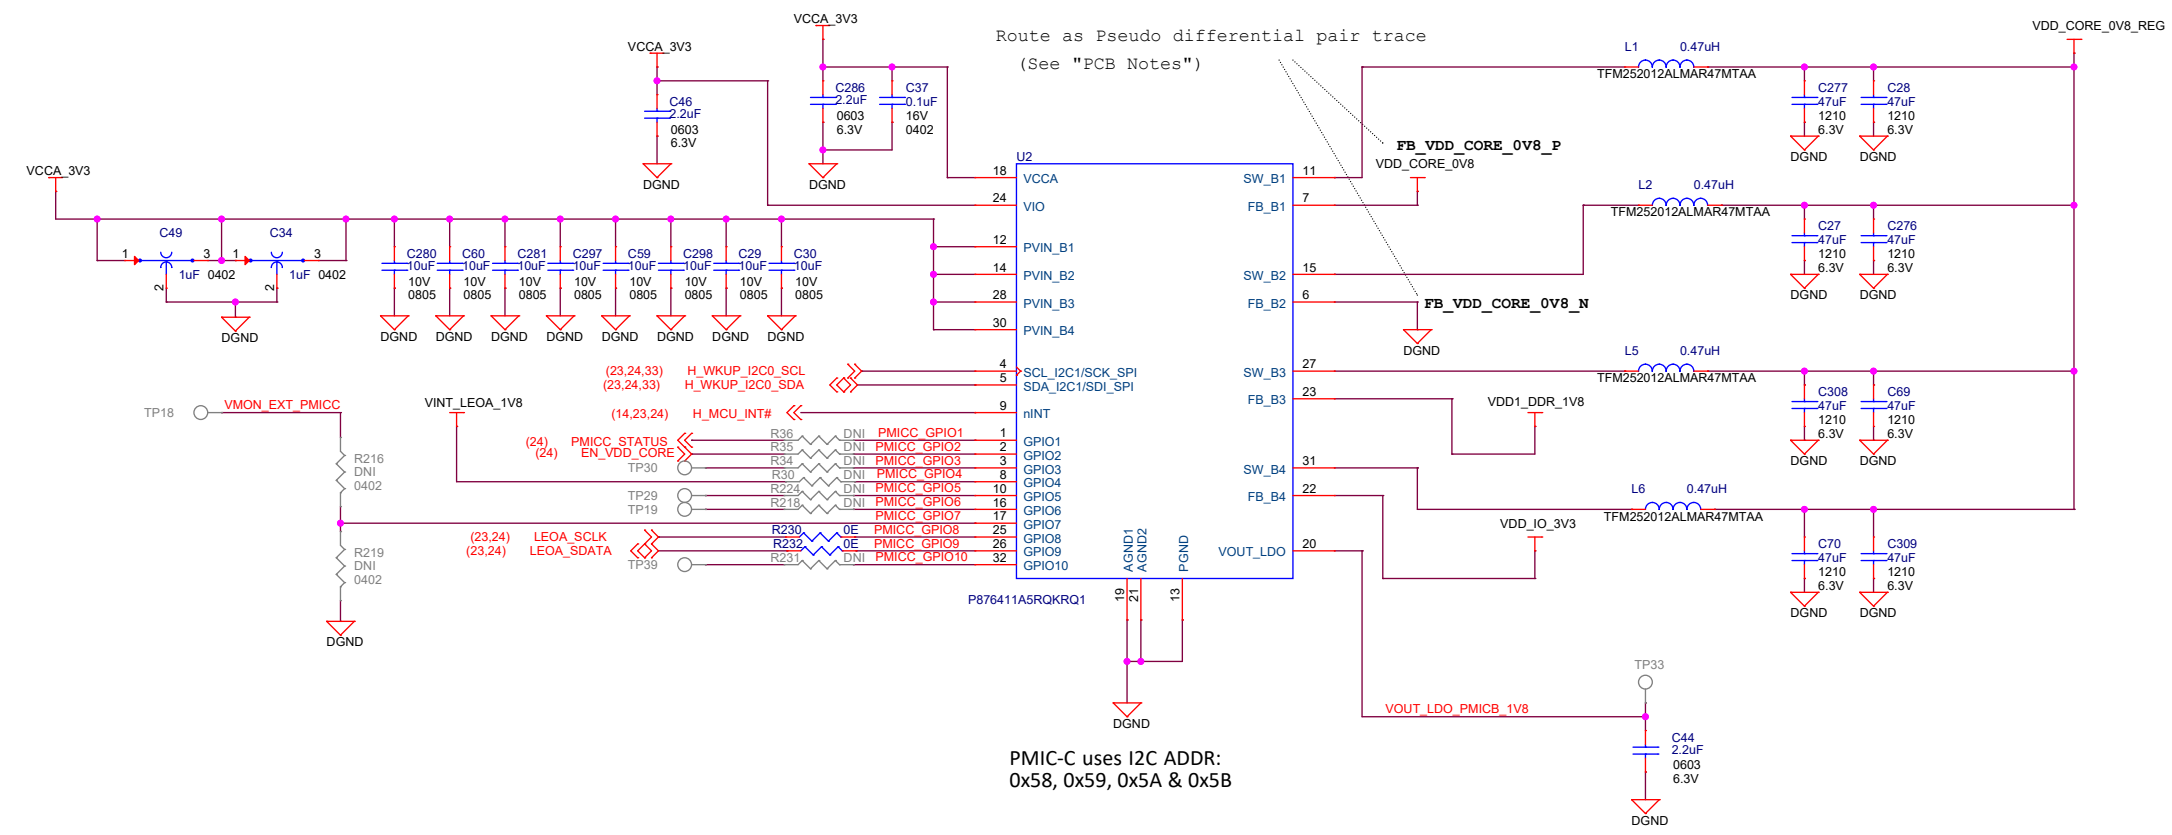 VCCA_3V3
VCCA_3V3
Route as Pseudo differential pair trace
(See "PCB Notes")
VDD_CORE_0V8_REG
L1 0.47uH
TFM252012ALMAR47MTAA
C46
2.2uF
0603
6.3V
DGND
C286
2.2uF
0603
6.3V
C37
0.1uF
16V
0402
DGND
C277
47uF
1210
6.3V
DGND
C28
47uF
1210
6.3V
DGND
FB_VDD_CORE_0V8_P
VDD_CORE_0V8
VCCA_3V3
U2
18 VCCA
24 VIO
12 PVIN_B1
14 PVIN_B2
28 PVIN_B3
30 PVIN_B4
4 SCL_I2C1/SCK_SPI
5 SDA_I2C1/SDI_SPI
9 nINT
1 GPIO1
2 GPIO2
3 GPIO3
8 GPIO4
10 GPIO5
16 GPIO6
17 GPIO7
25 GPIO8
26 GPIO9
32 GPIO10
SW_B1 11
FB_B1 7
SW_B2 15
FB_B2 6
SW_B3 27
FB_B3 23
SW_B4 31
FB_B4 22
VOUT_LDO 20
AGND1 19
AGND2 21
PGND 13
P876411A5RQKRQ1
DGND
L2 0.47uH
TFM252012ALMAR47MTAA
C27
47uF
1210
6.3V
DGND
C276
47uF
1210
6.3V
DGND
FB_VDD_CORE_0V8_N
DGND
C49
1 3
1uF 0402
2
C34
1 3
1uF 0402
2
DGND
C280
10uF
10V
0805
DGND
C60
10uF
10V
0805
DGND
C281
10uF
10V
0805
DGND
C297
10uF
10V
0805
DGND
C59
10uF
10V
0805
DGND
C298
10uF
10V
0805
DGND
C29
10uF
10V
0805
DGND
C30
10uF
10V
0805
DGND
L5 0.47uH
TFM252012ALMAR47MTAA
C308
47uF
1210
6.3V
DGND
C69
47uF
1210
6.3V
DGND
VDD1_DDR_1V8
(23,24,33) H_WKUP_I2C0_SCL
(23,24,33) H_WKUP_I2C0_SDA
(14,23,24) H_MCU_INT#
TP18 VMON_EXT_PMICC
VINT_LEOA_1V8
(24) PMICC_STATUS R36 DNI PMICC_GPIO1
(24) EN_VDD_CORE R35 DNI PMICC_GPIO2
TP30 R34 DNI PMICC_GPIO3
R30 DNI PMICC_GPIO4
TP29 R224 DNI PMICC_GPIO5
TP19 R218 DNI PMICC_GPIO6
PMICC_GPIO7
(23,24) LEOA_SCLK R230 0E PMICC_GPIO8
(23,24) LEOA_SDATA R232 0E PMICC_GPIO9
TP39 R231 DNI PMICC_GPIO10
R216
DNI
0402
R219
DNI
0402
DGND
L6 0.47uH
TFM252012ALMAR47MTAA
VDD_IO_3V3
C70
47uF
1210
6.3V
DGND
C309
47uF
1210
6.3V
DGND
TP33
VOUT_LDO_PMICB_1V8
C44
2.2uF
0603
6.3V
DGND
PMIC-C uses I2C ADDR:
0x58, 0x59, 0x5A & 0x5B